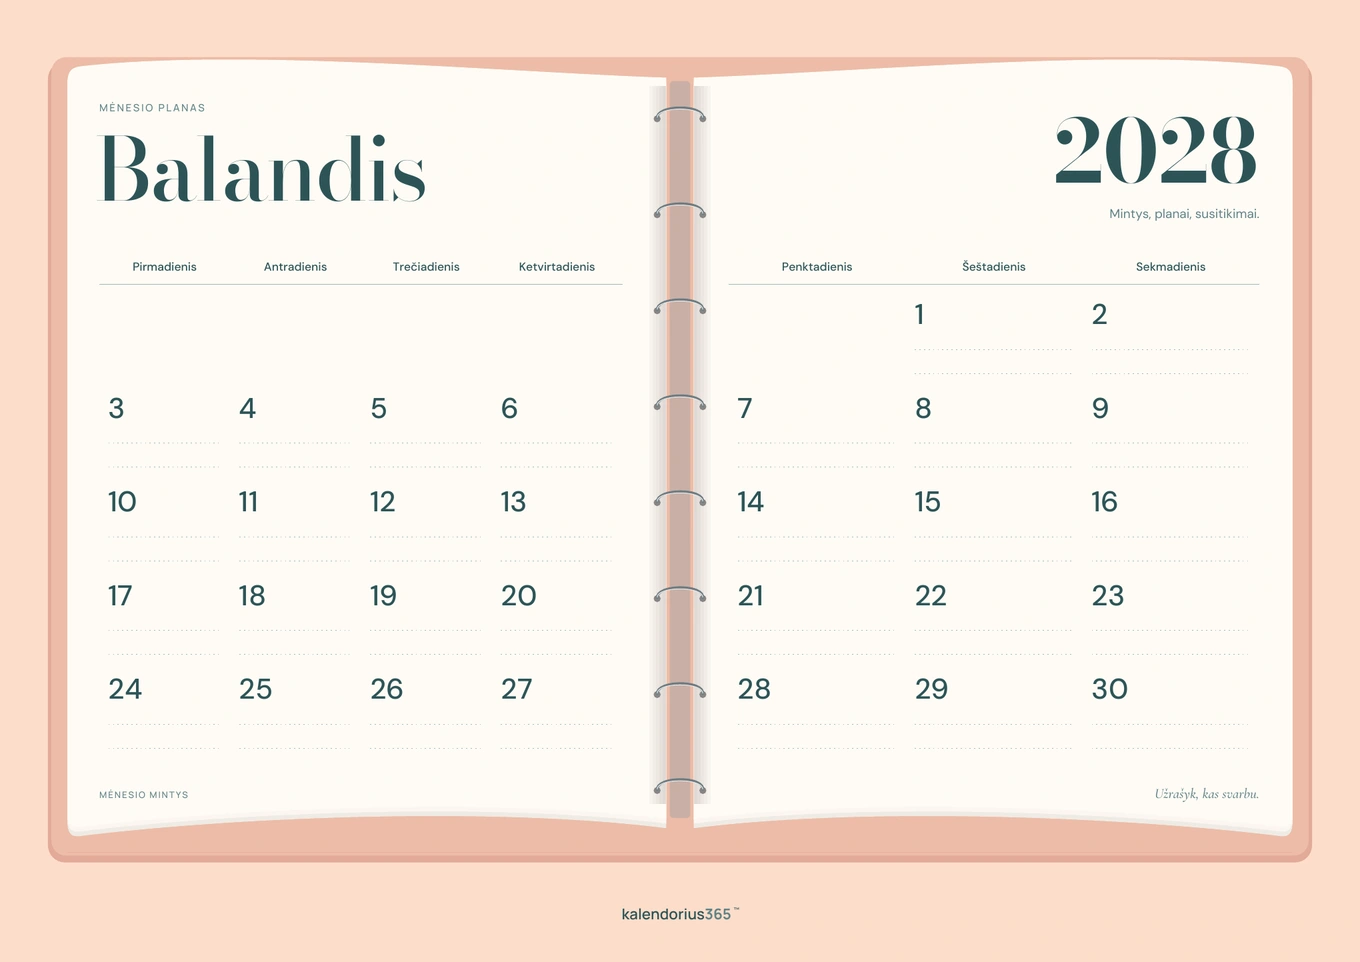 MĖNESIO PLANAS
Balandis
2028
Mintys, planai, susitikimai.
Pirmadienis Antradienis Trečiadienis Ketvirtadienis Penktadienis Šeštadienis Sekmadienis
1 2
3 4 5 6 7 8 9
10 11 12 13 14 15 16
17 18 19 20 21 22 23
24 25 26 27 28 29 30
MĖNESIO MINTYS
Užrašyk, kas svarbu.
kalendorius365™